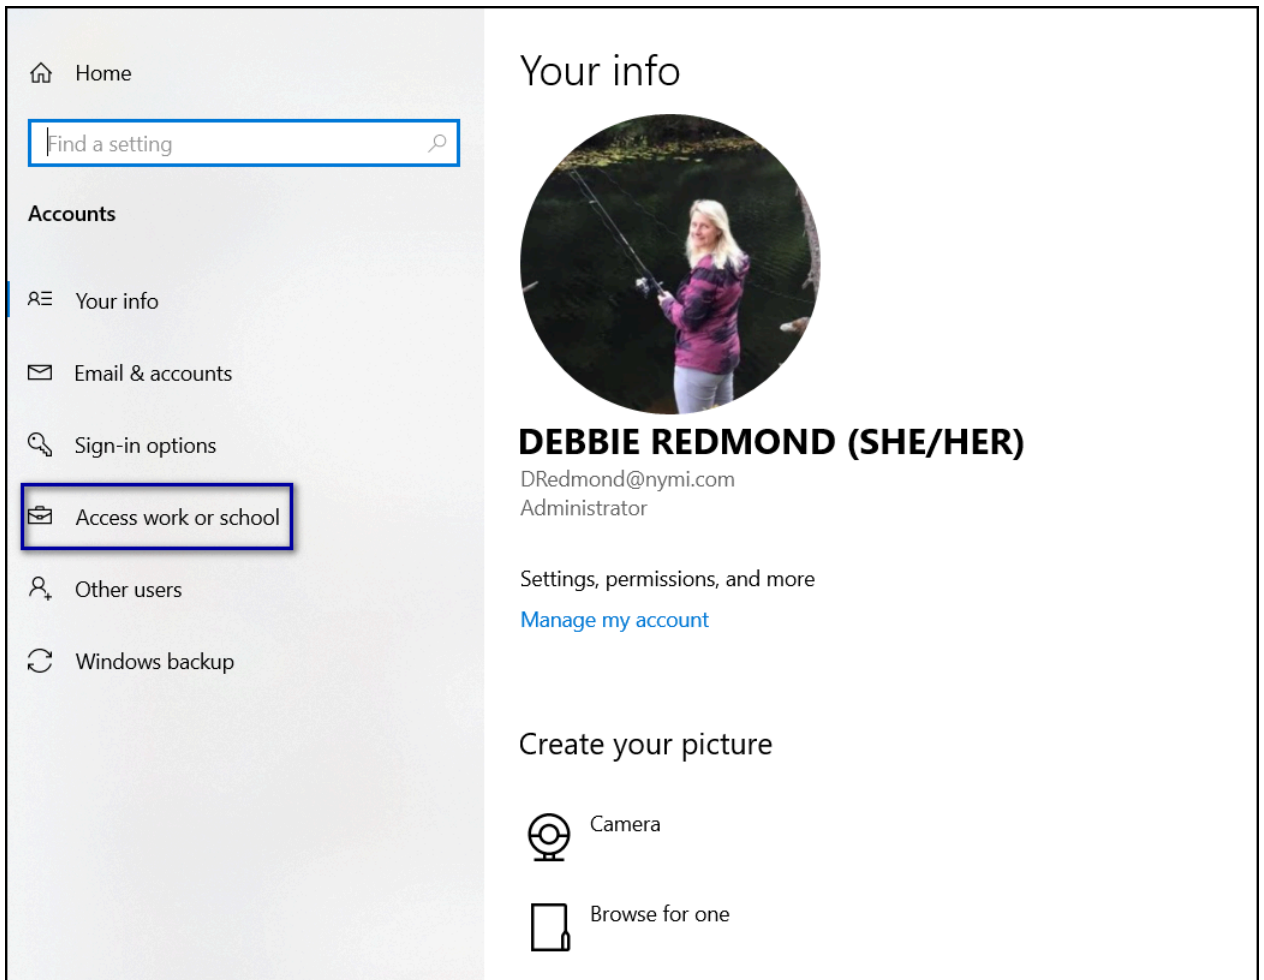 Home
Find a setting
Accounts
Your info
Email & accounts
Sign-in options
Access work or school
Other users
Windows backup
Your info
DEBBIE REDMOND (SHE/HER)
DRedmond@nymi.com
Administrator
Settings, permissions, and more
Manage my account
Create your picture
Camera
Browse for one